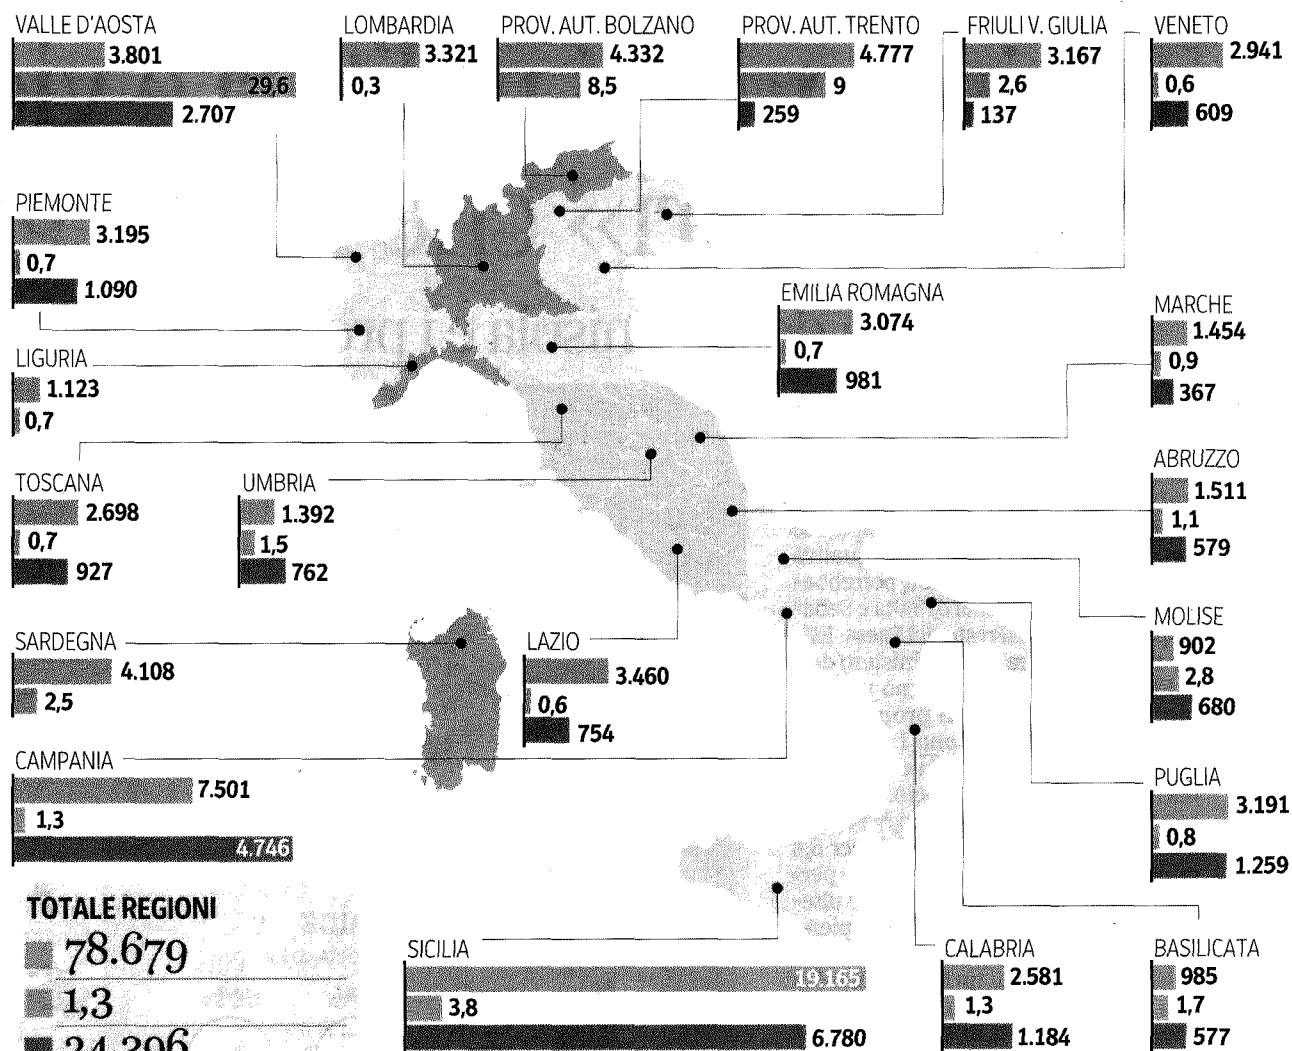 VALLE D'AOSTA
3.801
29,6
2.707
LOMBARDIA
3.321
0,3
PROV. AUT. BOLZANO
4.332
8,5
PROV. AUT. TRENTO
4.777
9
259
FRIULI V. GIULIA
3.167
2,6
137
VENETO
2.941
0,6
609
PIEMONTE
3.195
0,7
1.090
EMILIA ROMAGNA
3.074
0,7
981
MARCHE
1.454
0,9
367
LIGURIA
1.123
0,7
TOSCANA
2.698
0,7
927
UMBRIA
1.392
1,5
762
ABRUZZO
1.511
1,1
579
SARDEGNA
4.108
2,5
LAZIO
3.460
0,6
754
MOLISE
902
2,8
680
CAMPANIA
7.501
1,3
4.746
PUGLIA
3.191
0,8
1.259
TOTALE REGIONI
78.679
1,3
24.396
SICILIA
19.165
3,8
6.780
CALABRIA
2.581
1,3
1.184
BASILICATA
985
1,7
577